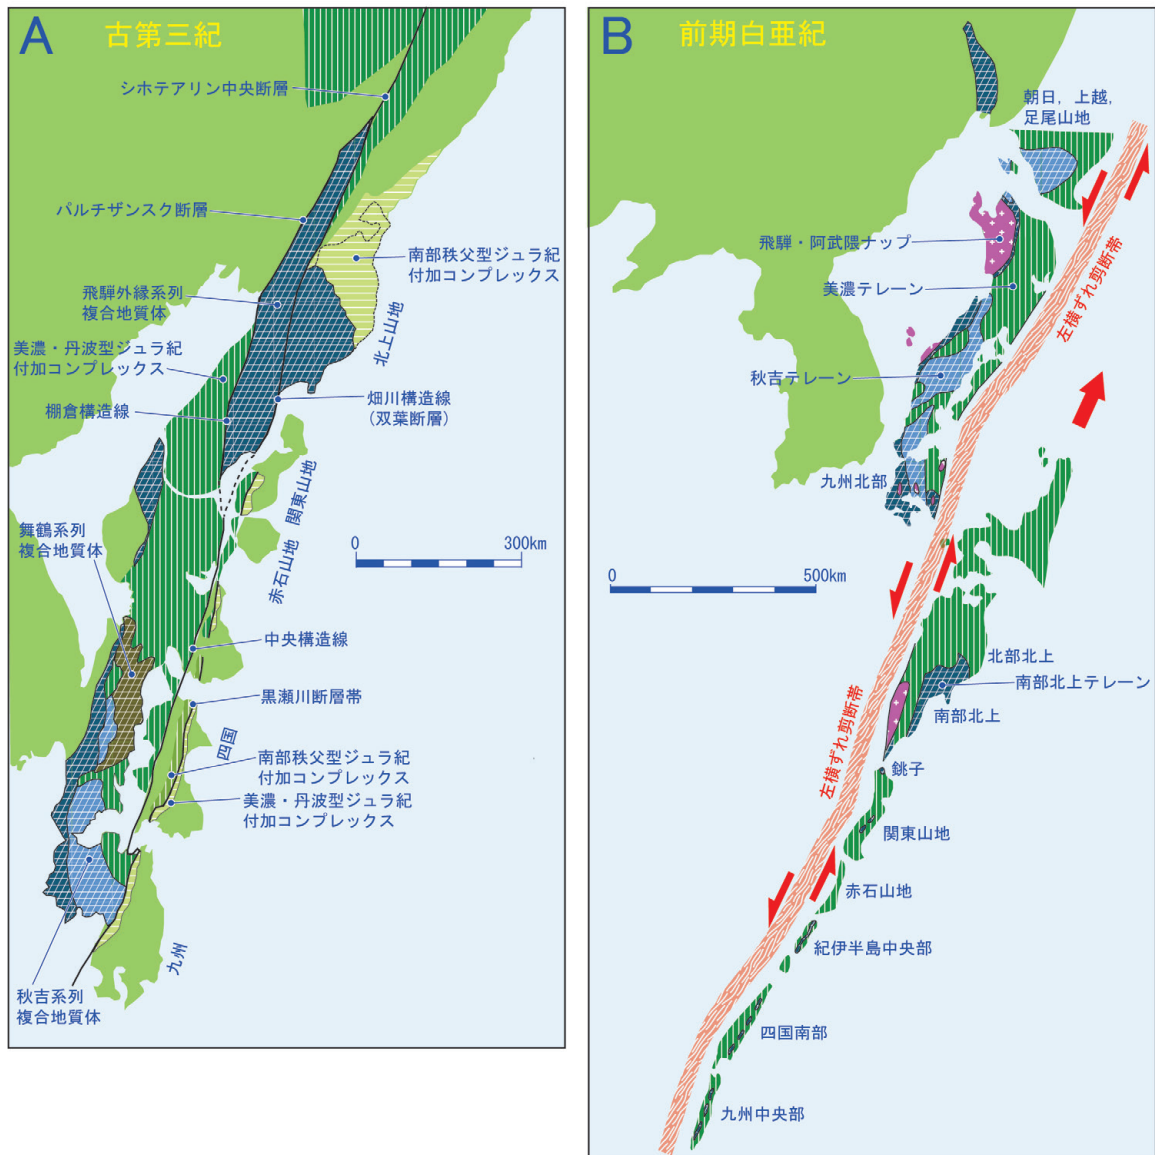 A 古第三紀
シホテアリン中央断層
パルチザンスク断層
南部秩父型ジュラ紀
付加コンプレックス
飛騨外縁系列
複合地質体
北上山地
美濃・丹波型ジュラ紀
付加コンプレックス
棚倉構造線
畑川構造線
（双葉断層）
関東山地
舞鶴系列
複合地質体
赤石山地
0 300km
中央構造線
黒瀬川断層帯
四国
南部秩父型ジュラ紀
付加コンプレックス
美濃・丹波型ジュラ紀
付加コンプレックス
九州
秋吉系列
複合地質体
B 前期白亜紀
朝日，上越，
足尾山地
飛騨・阿武隈ナップ
美濃テレーン
左横ずれ剪断帯
秋吉テレーン
九州北部
0 500km
北部北上
南部北上テレーン
南部北上
左横ずれ剪断帯
銚子
関東山地
赤石山地
紀伊半島中央部
四国南部
九州中央部